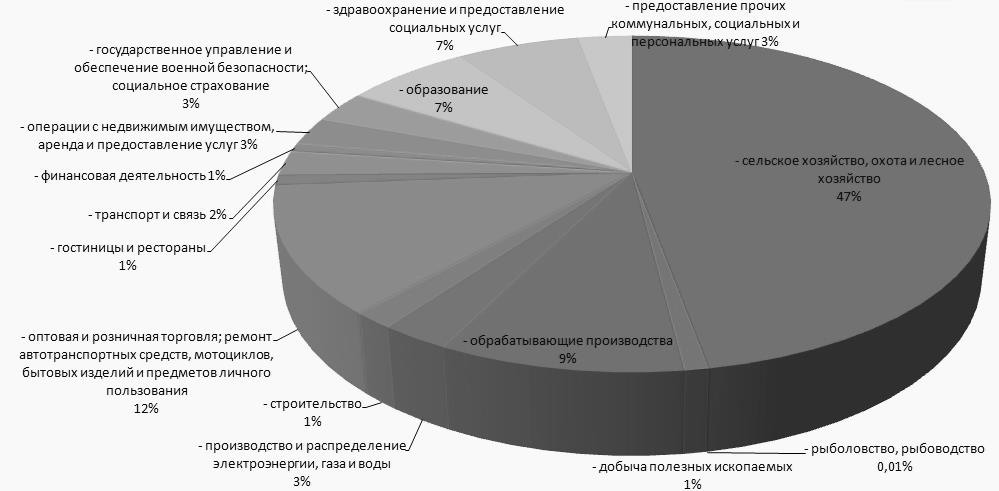 - здравоохранение и предоставление
социальных услуг
7%
- предоставление прочих
коммунальных, социальных и
персональных услуг 3%
- государственное управление и
обеспечение военной безопасности;
социальное страхование
3%
- образование
7%
- операции с недвижимым имуществом,
аренда и предоставление услуг 3%
- сельское хозяйство, охота и лесное
хозяйство
47%
- финансовая деятельность 1%
- транспорт и связь 2%
- гостиницы и рестораны
1%
- оптовая и розничная торговля; ремонт
автотранспортных средств, мотоциклов,
бытовых изделий и предметов личного
пользования
12%
- обрабатывающие производства
9%
- строительство
1%
- производство и распределение
электроэнергии, газа и воды
3%
- добыча полезных ископаемых
1%
- рыболовство, рыбоводство
0,01%